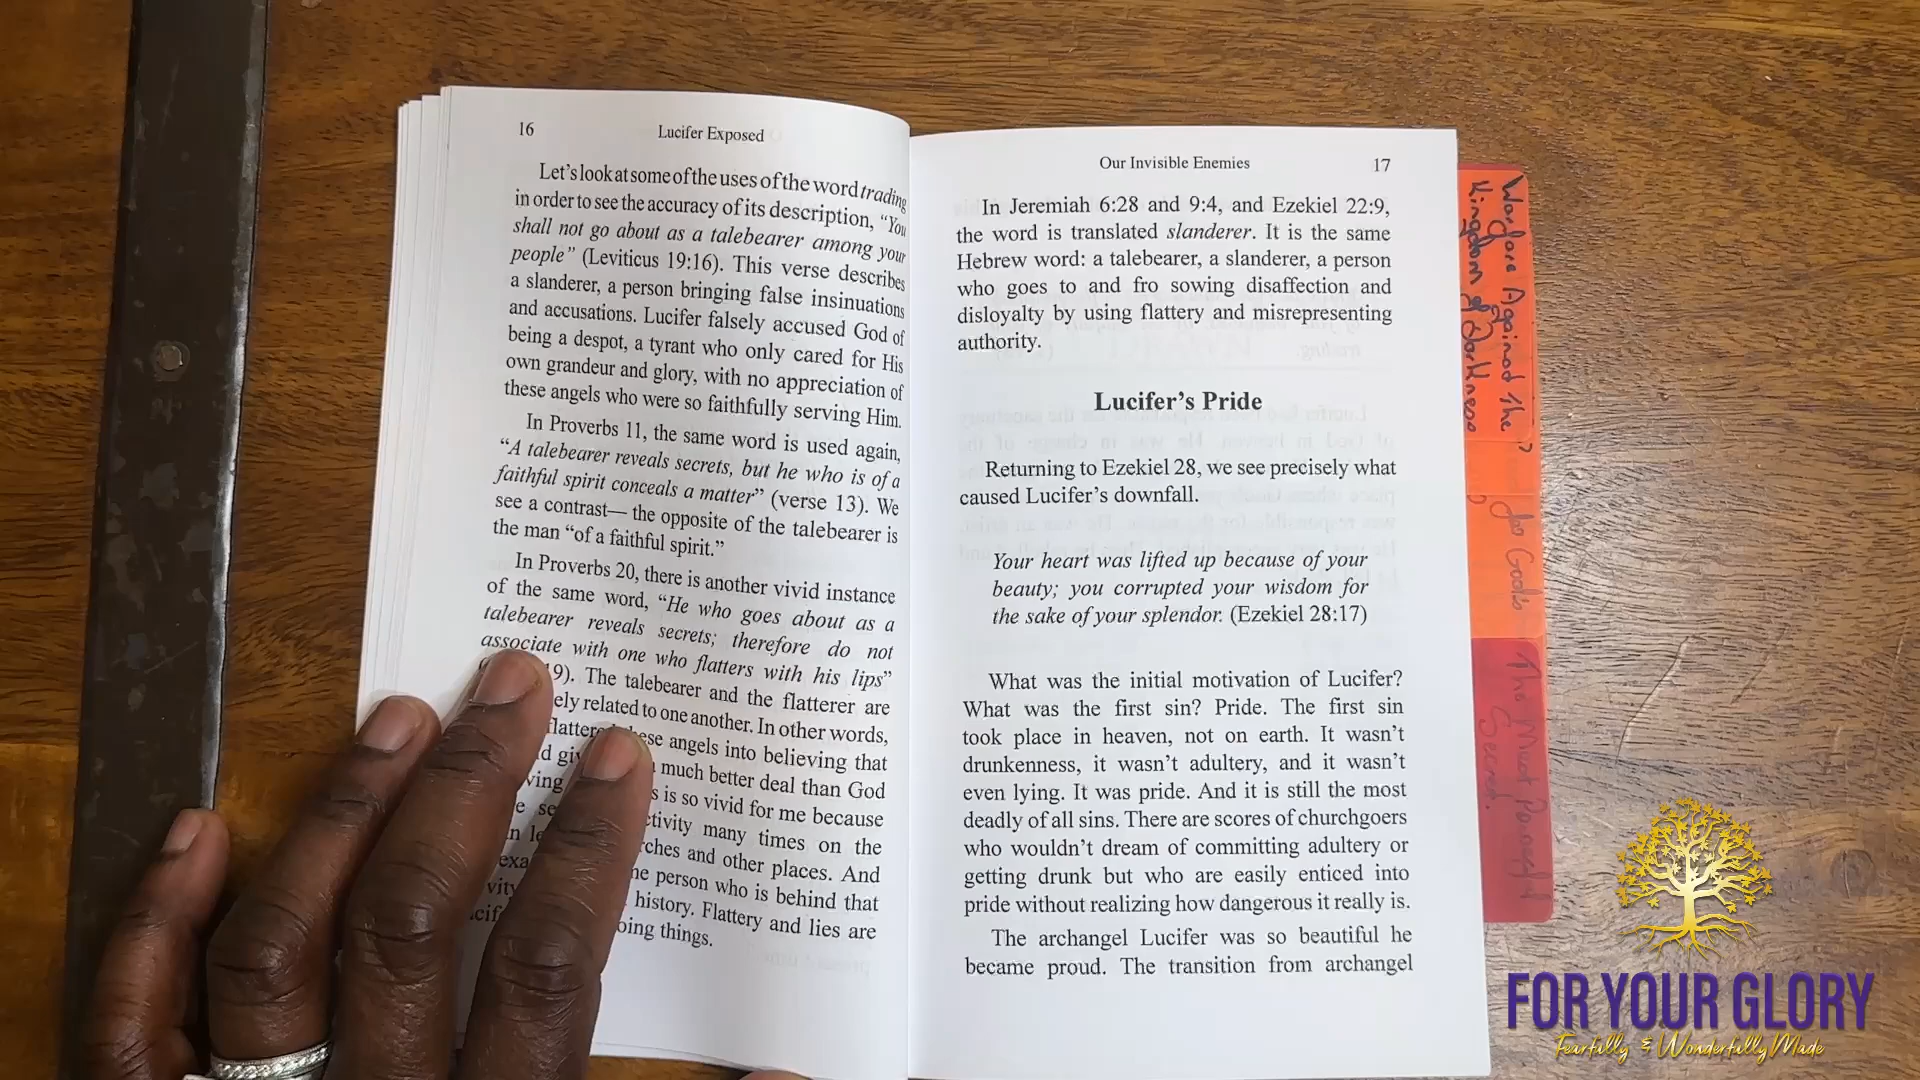 16
Lucifer Exposed
Let's look at some of the uses of the word trading
in order to see the accuracy of its description, "You
shall not go about as a talebearer among your
people" (Leviticus 19:16). This verse describes
a slanderer, a person bringing false insinuations
and accusations. Lucifer falsely accused God of
being a despot, a tyrant who only cared for His
own grandeur and glory, with no appreciation of
these angels who were so faithfully serving Him.
In Proverbs 11, the same word is used again,
"A talebearer reveals secrets, but he who is of a
faithful spirit conceals a matter" (verse 13). We
see a contrast— the opposite of the talebearer is
the man "of a faithful spirit."
In Proverbs 20, there is another vivid instance
of the same word, "He who goes about as a
talebearer reveals secrets; therefore do not
associate with one who flatters with his lips"
9). The talebearer and the flatterer are
related to one another. In other words,
these angels into believing that
much better deal than God
is so vivid for me because
many times on the
and other places. And
person who is behind that
history. Flattery and lies are
things.
Our Invisible Enemies
17
In Jeremiah 6:28 and 9:4, and Ezekiel 22:9,
the word is translated slanderer. It is the same
Hebrew word: a talebearer, a slanderer, a person
who goes to and fro sowing disaffection and
disloyalty by using flattery and misrepresenting
authority.
Lucifer's Pride
Returning to Ezekiel 28, we see precisely what
caused Lucifer's downfall.
Your heart was lifted up because of your
beauty; you corrupted your wisdom for
the sake of your splendor. (Ezekiel 28:17)
What was the initial motivation of Lucifer?
What was the first sin? Pride. The first sin
took place in heaven, not on earth. It wasn't
drunkenness, it wasn't adultery, and it wasn't
even lying. It was pride. And it is still the most
deadly of all sins. There are scores of churchgoers
who wouldn't dream of committing adultery or
getting drunk but who are easily enticed into
pride without realizing how dangerous it really is.
The archangel Lucifer was so beautiful he
became proud. The transition from archangel
Kingdom of Darkness
God's
The Most Powerful
Secred.
FOR YOUR GLORY
Fearfully & Wonderfully Made